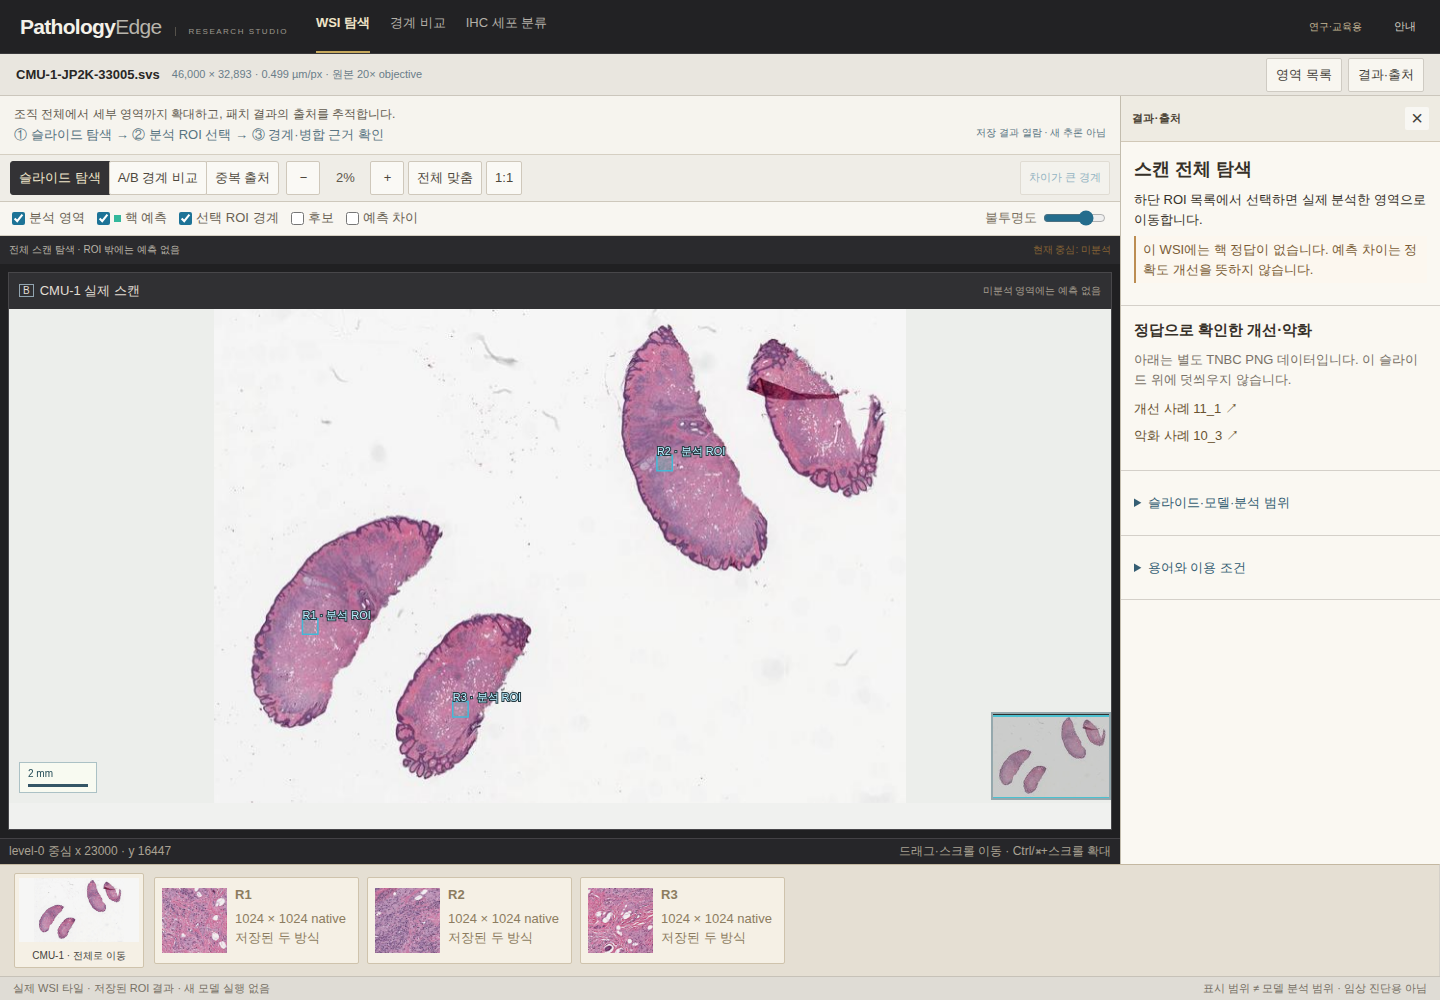 PathologyEdge | RESEARCH STUDIO WSI 탐색 경계 비교 IHC 세포 분류 연구·교육용 안내
CMU-1-JP2K-33005.svs 46,000 × 32,893 · 0.499 µm/px · 원본 20× objective 영역 목록 결과·출처
조직 전체에서 세부 영역까지 확대하고, 패치 결과의 출처를 추적합니다.
① 슬라이드 탐색 → ② 분석 ROI 선택 → ③ 경계·병합 근거 확인
저장 결과 열람 · 새 추론 아님
슬라이드 탐색 A/B 경계 비교 중복 출처 − 2% + 전체 맞춤 1:1 차이가 큰 경계
분석 영역 핵 예측 선택 ROI 경계 후보 예측 차이 불투명도
전체 스캔 탐색 · ROI 밖에는 예측 없음 현재 중심: 미분석
B CMU-1 실제 스캔 미분석 영역에는 예측 없음
R2 · 분석 ROI
R1 · 분석 ROI
R3 · 분석 ROI
2 mm
level-0 중심 x 23000 · y 16447 드래그·스크롤 이동 · Ctrl/⌘+스크롤 확대
결과·출처 ✕
스캔 전체 탐색
하단 ROI 목록에서 선택하면 실제 분석한 영역으로
이동합니다.
이 WSI에는 핵 정답이 없습니다. 예측 차이는 정
확도 개선을 뜻하지 않습니다.
정답으로 확인한 개선·악화
아래는 별도 TNBC PNG 데이터입니다. 이 슬라이
드 위에 덧씌우지 않습니다.
개선 사례 11_1 ↗
악화 사례 10_3 ↗
▶ 슬라이드·모델·분석 범위
▶ 용어와 이용 조건
CMU-1 · 전체로 이동
R1
1024 × 1024 native
저장된 두 방식
R2
1024 × 1024 native
저장된 두 방식
R3
1024 × 1024 native
저장된 두 방식
실제 WSI 타일 · 저장된 ROI 결과 · 새 모델 실행 없음 표시 범위 ≠ 모델 분석 범위 · 임상 진단용 아님